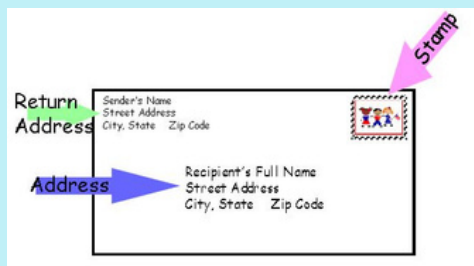 Stamp
Return
Address
Sender's Name
Street Address
City, State Zip Code
Address
Recipient's Full Name
Street Address
City, State Zip Code